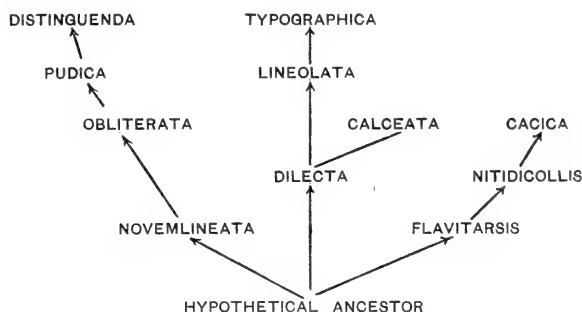 DISTINGUENDA TYPOGRAPHICA
PUDICA LINEOLATA
OBLITERATA CALCEATA CACICA
DILECTA NITIDICOLLIS
NOVEMLINEATA FLAVITARSIS
HYPOTHETICAL ANCESTOR